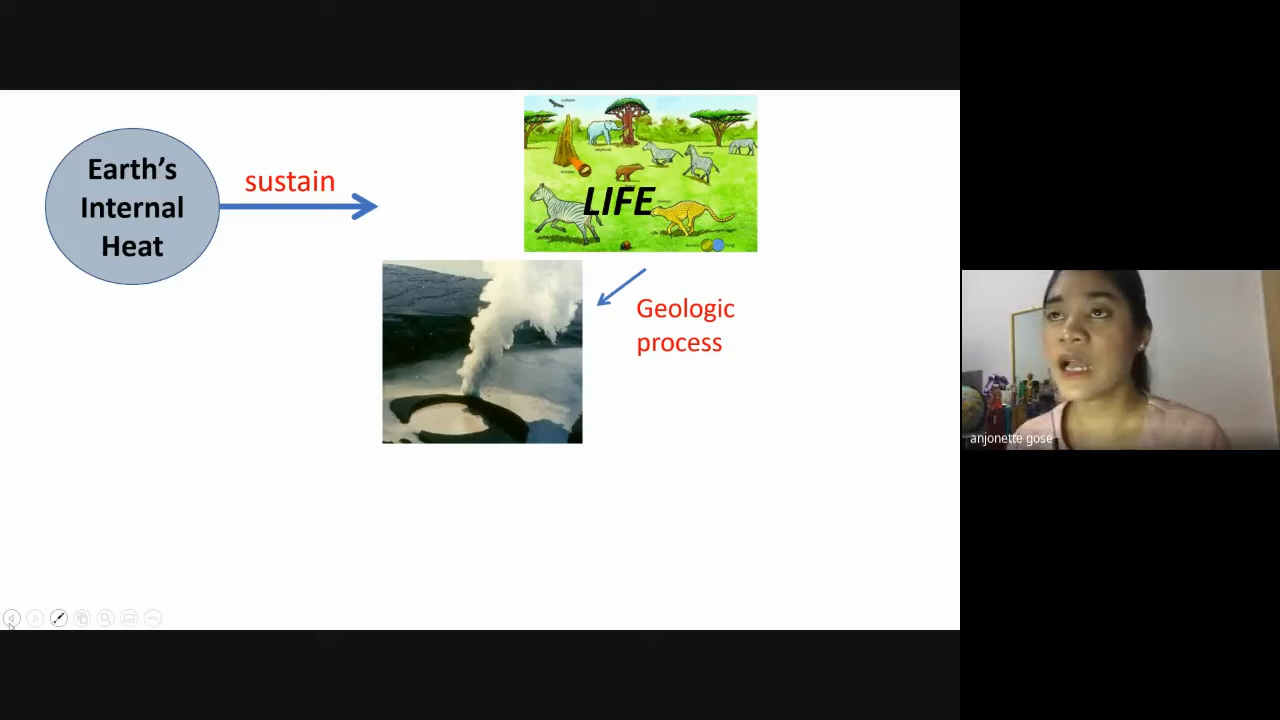 Earth's
Internal
Heat
sustain
LIFE
Geologic
process
anjonette gose